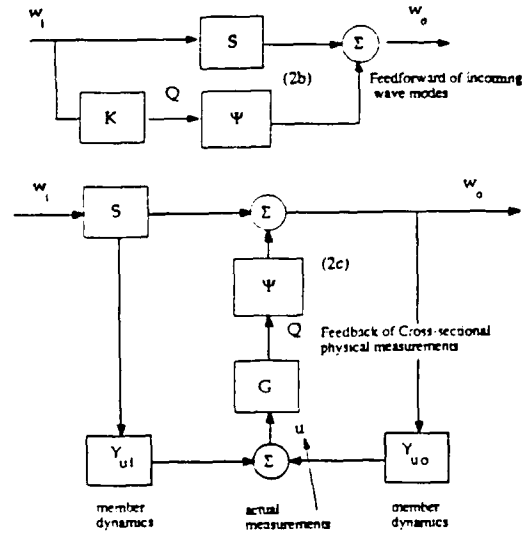 w_i
w_o
S
Σ
Q
(2b)
Feedforward of incoming
wave modes
K
Ψ
w_i
w_o
S
Σ
(2c)
Ψ
Q
Feedback of Cross-sectional
physical measurements
G
u
Y_ui
Σ
Y_uo
member
dynamics
actual
measurements
member
dynamics